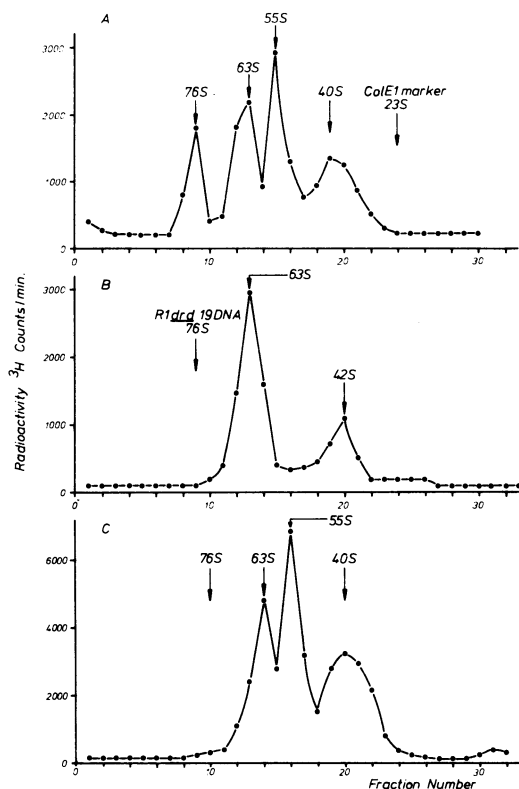 A
55S
3000
63S
76S
40S
ColE1 marker
23S
2000
1000
0
0
10
20
30
B
63S
3000
R1drd 19DNA
76S
42S
2000
1000
0
0
10
20
30
Radioactivity ³H Counts/min.
C
55S
6000
76S
63S
40S
4000
2000
0
0
10
20
30
Fraction Number